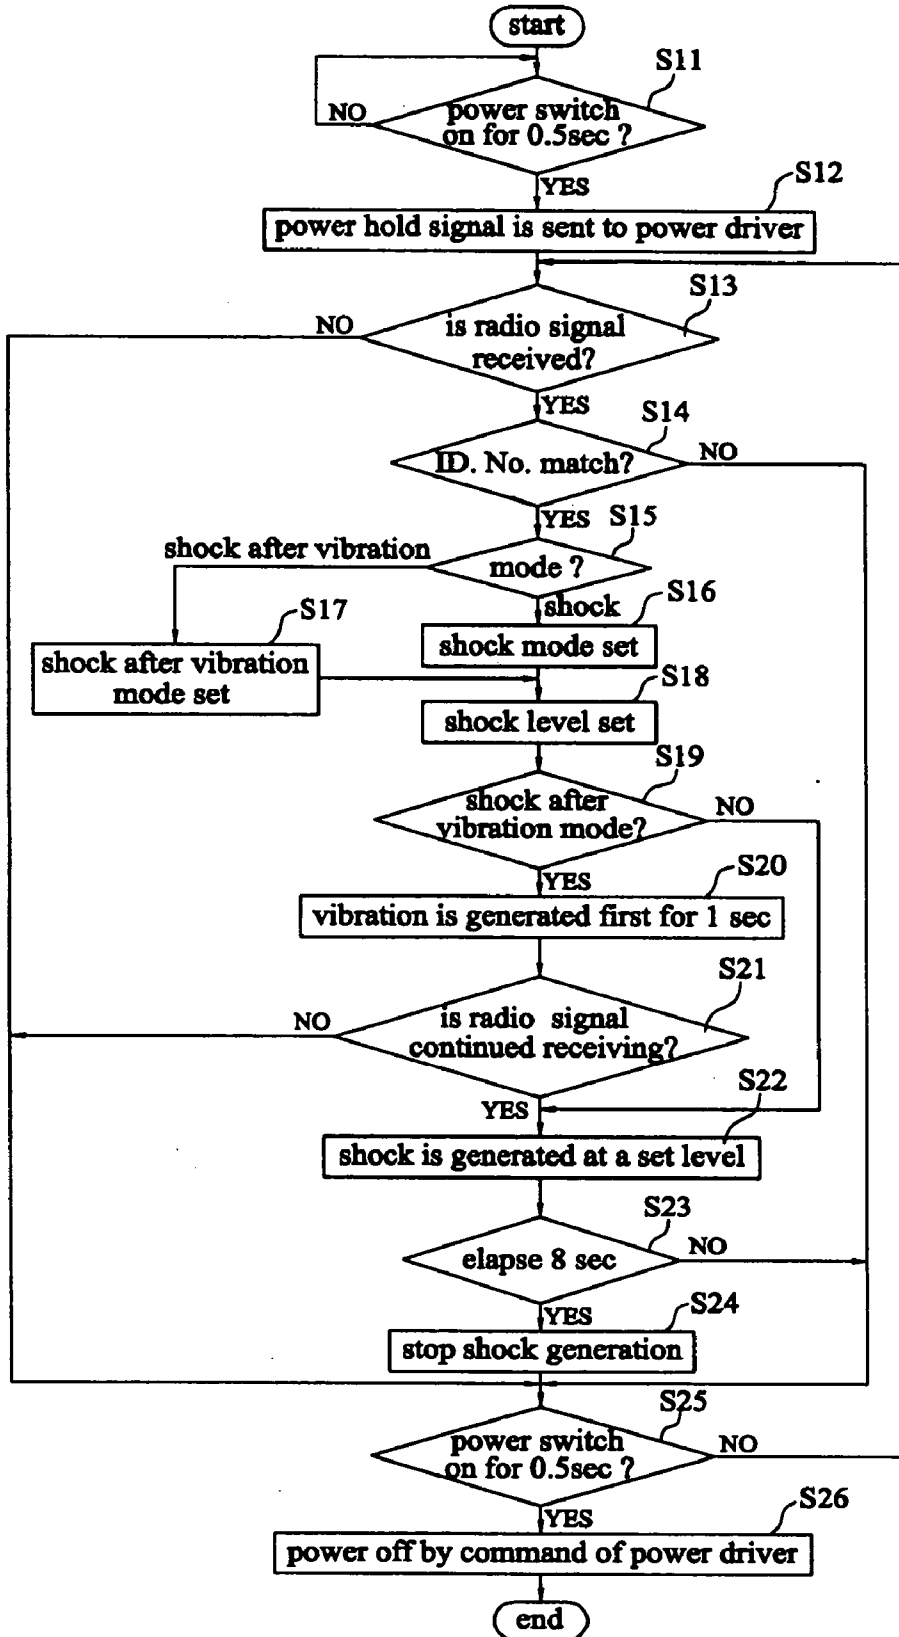 start
S11
power switch
on for 0.5sec ?
NO
YES
S12
power hold signal is sent to power driver
S13
NO
is radio signal
received?
YES
S14
ID. No. match?
NO
YES
S15
shock after vibration
mode ?
S16
shock
S17
shock mode set
shock after vibration
mode set
S18
shock level set
S19
shock after
vibration mode?
NO
YES
S20
vibration is generated first for 1 sec
S21
NO
is radio signal
continued receiving?
S22
YES
shock is generated at a set level
S23
elapse 8 sec
NO
YES
S24
stop shock generation
S25
power switch
on for 0.5sec ?
NO
YES
S26
power off by command of power driver
end